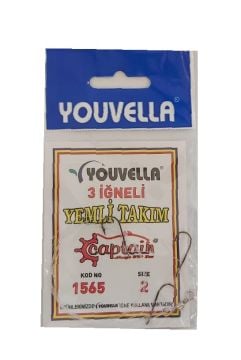 YOUVELLA
YOUVELLA
3 İĞNELİ
YEMLİ TAKIM
Captain
KOD NO
SIZE
1565
2